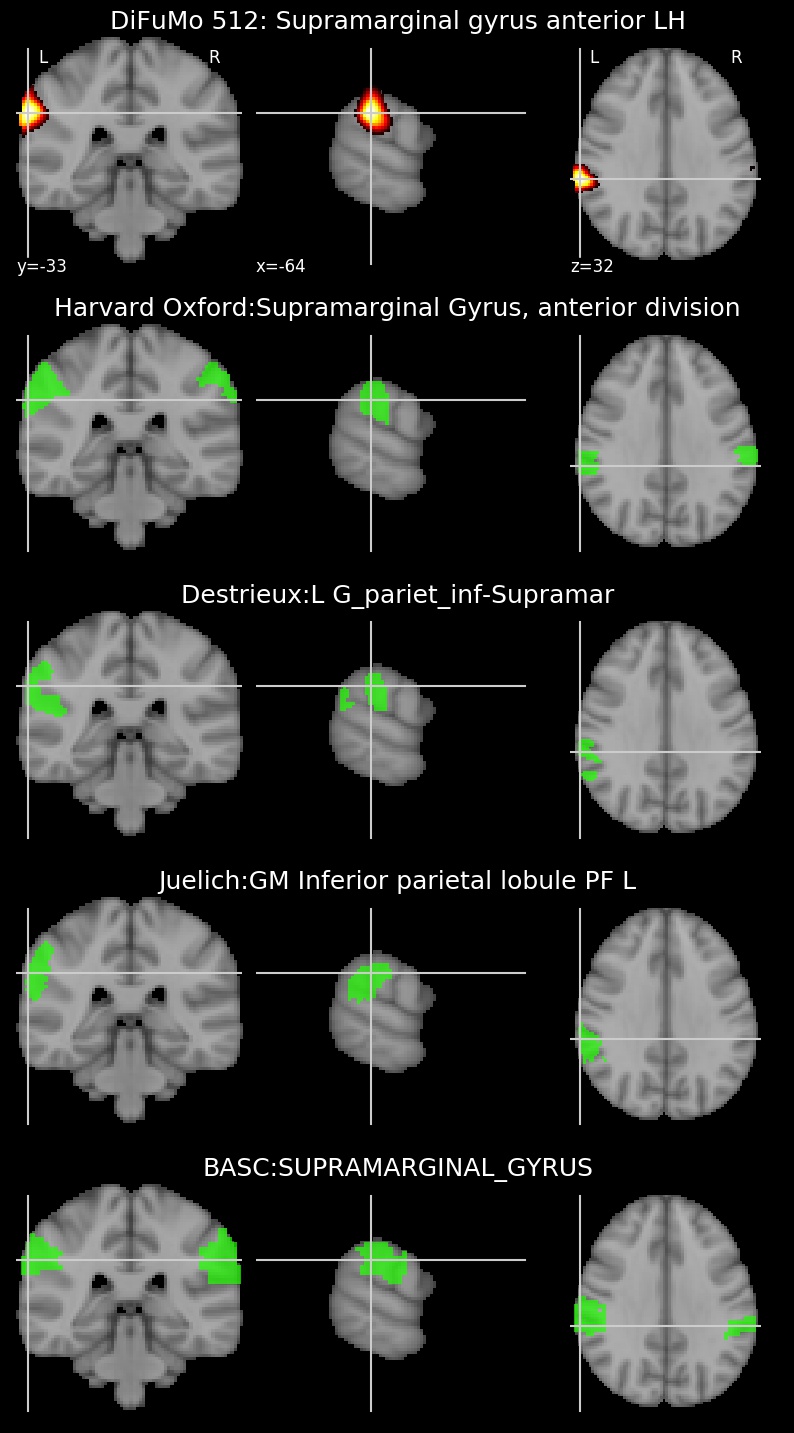 DiFuMo 512: Supramarginal gyrus anterior LH
L R L R
y=-33 x=-64 z=32
Harvard Oxford:Supramarginal Gyrus, anterior division
Destrieux:L G_pariet_inf-Supramar
Juelich:GM Inferior parietal lobule PF L
BASC:SUPRAMARGINAL_GYRUS